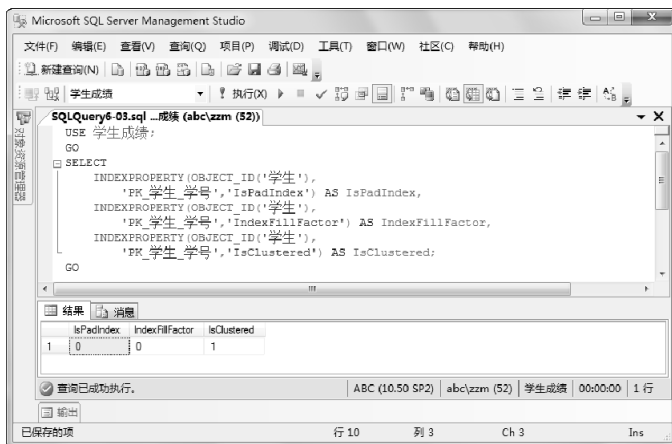 Microsoft SQL Server Management Studio
文件(F) 编辑(E) 查看(V) 查询(Q) 项目(P) 调试(D) 工具(T) 窗口(W) 社区(C) 帮助(H)
新建查询(N)
学生成绩 执行(X)
SQLQuery6-03.sql ...成绩 (abc\zzm (52))
对象资源管理器
USE 学生成绩;
GO
SELECT
INDEXPROPERTY(OBJECT_ID('学生'),
'PK_学生_学号','IsPadIndex') AS IsPadIndex,
INDEXPROPERTY(OBJECT_ID('学生'),
'PK_学生_学号','IndexFillFactor') AS IndexFillFactor,
INDEXPROPERTY(OBJECT_ID('学生'),
'PK_学生_学号','IsClustered') AS IsClustered;
GO
结果 消息
IsPadIndex IndexFillFactor IsClustered
1 0 0 1
查询已成功执行。 ABC (10.50 SP2) abc\zzm (52) 学生成绩 00:00:00 1 行
输出
已保存的项 行 10 列 3 Ch 3 Ins